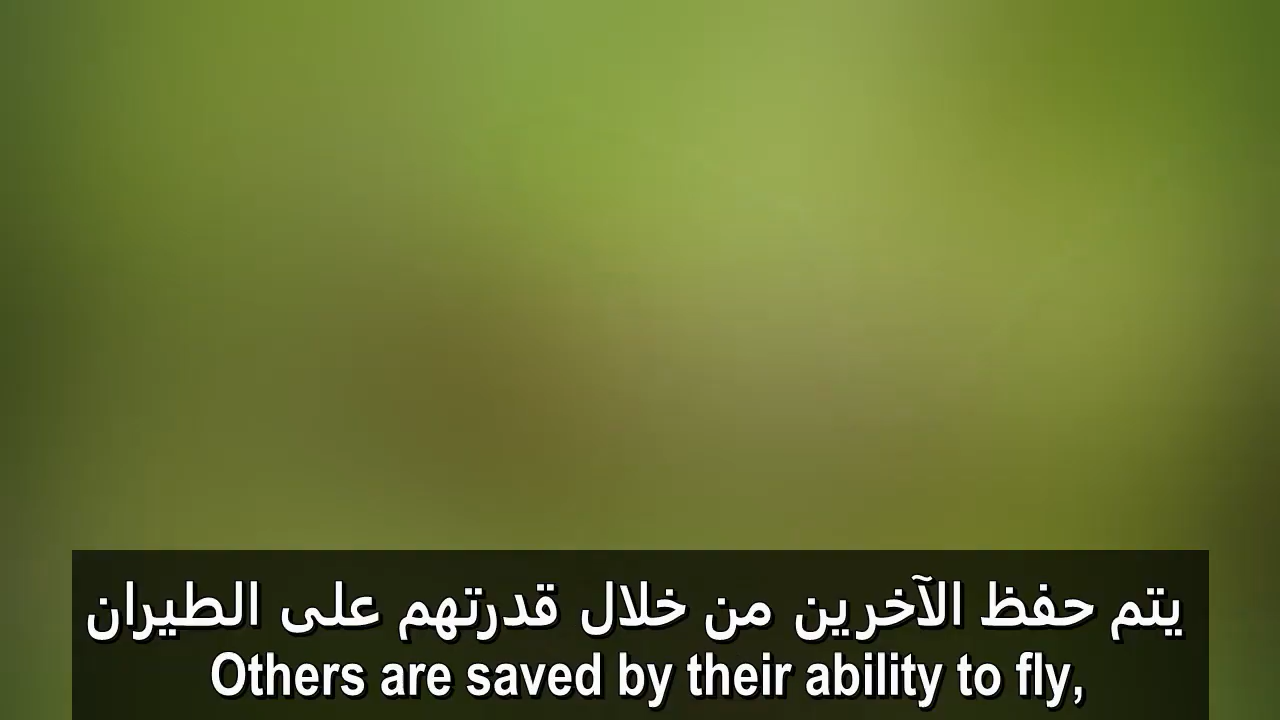 يتم حفظ الآخرين من خلال قدرتهم على الطيران
Others are saved by their ability to fly,